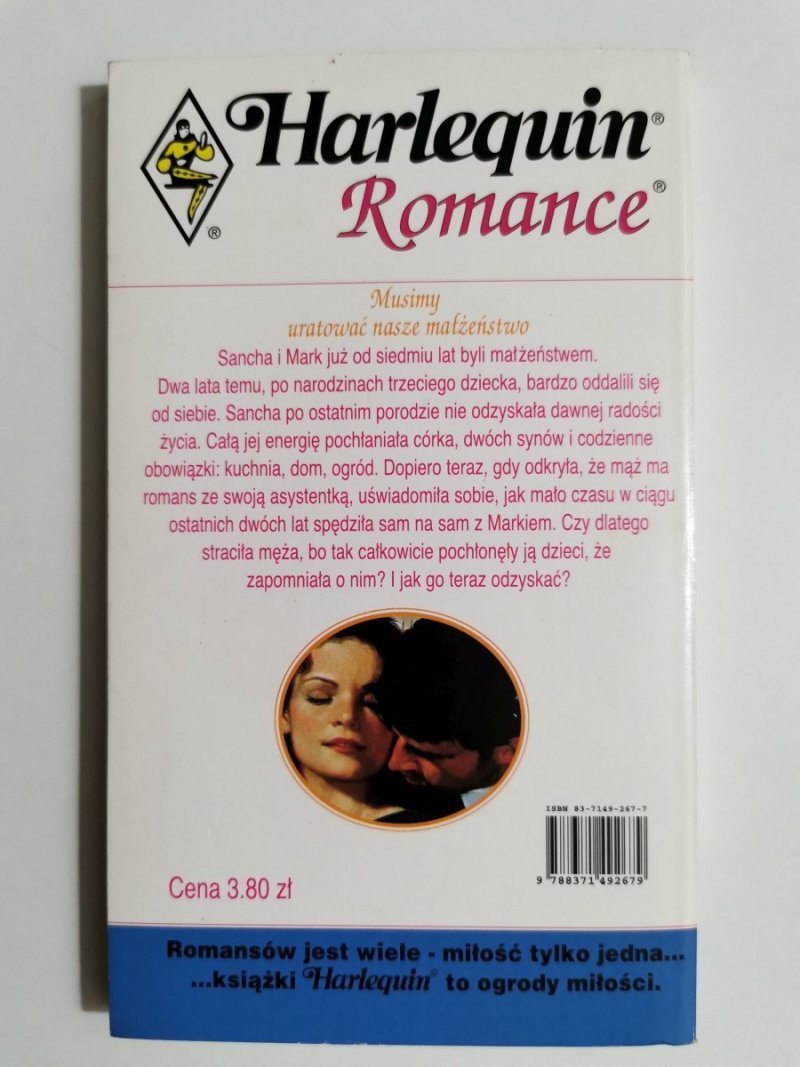 Harlequin®
Romance®
®
Musimy
uratować nasze małżeństwo
Sancha i Mark już od siedmiu lat byli małżeństwem.
Dwa lata temu, po narodzinach trzeciego dziecka, bardzo oddalili się
od siebie. Sancha po ostatnim porodzie nie odzyskała dawnej radości
życia. Całą jej energię pochłaniała córka, dwóch synów i codzienne
obowiązki: kuchnia, dom, ogród. Dopiero teraz, gdy odkryła, że mąż ma
romans ze swoją asystentką, uświadomiła sobie, jak mało czasu w ciągu
ostatnich dwóch lat spędziła sam na sam z Markiem. Czy dlatego
straciła męża, bo tak całkowicie pochłonęły ją dzieci, że
zapomniała o nim? I jak go teraz odzyskać?
ISBN 83-7149-267-7
9 788371 492679
Cena 3.80 zł
Romansów jest wiele - miłość tylko jedna...
...książki Harlequin® to ogrody miłości.